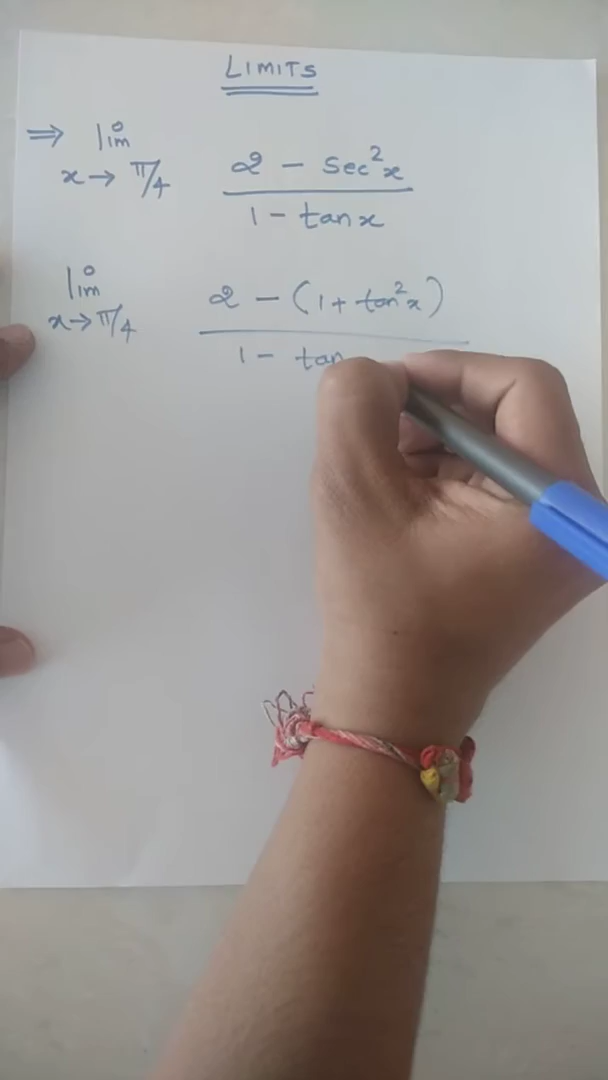 LIMITS
⇒ lim x→π/4 (2 - sec²x)/(1 - tan x)
lim x→π/4 (2 - (1 + tan²x))/(1 - tan